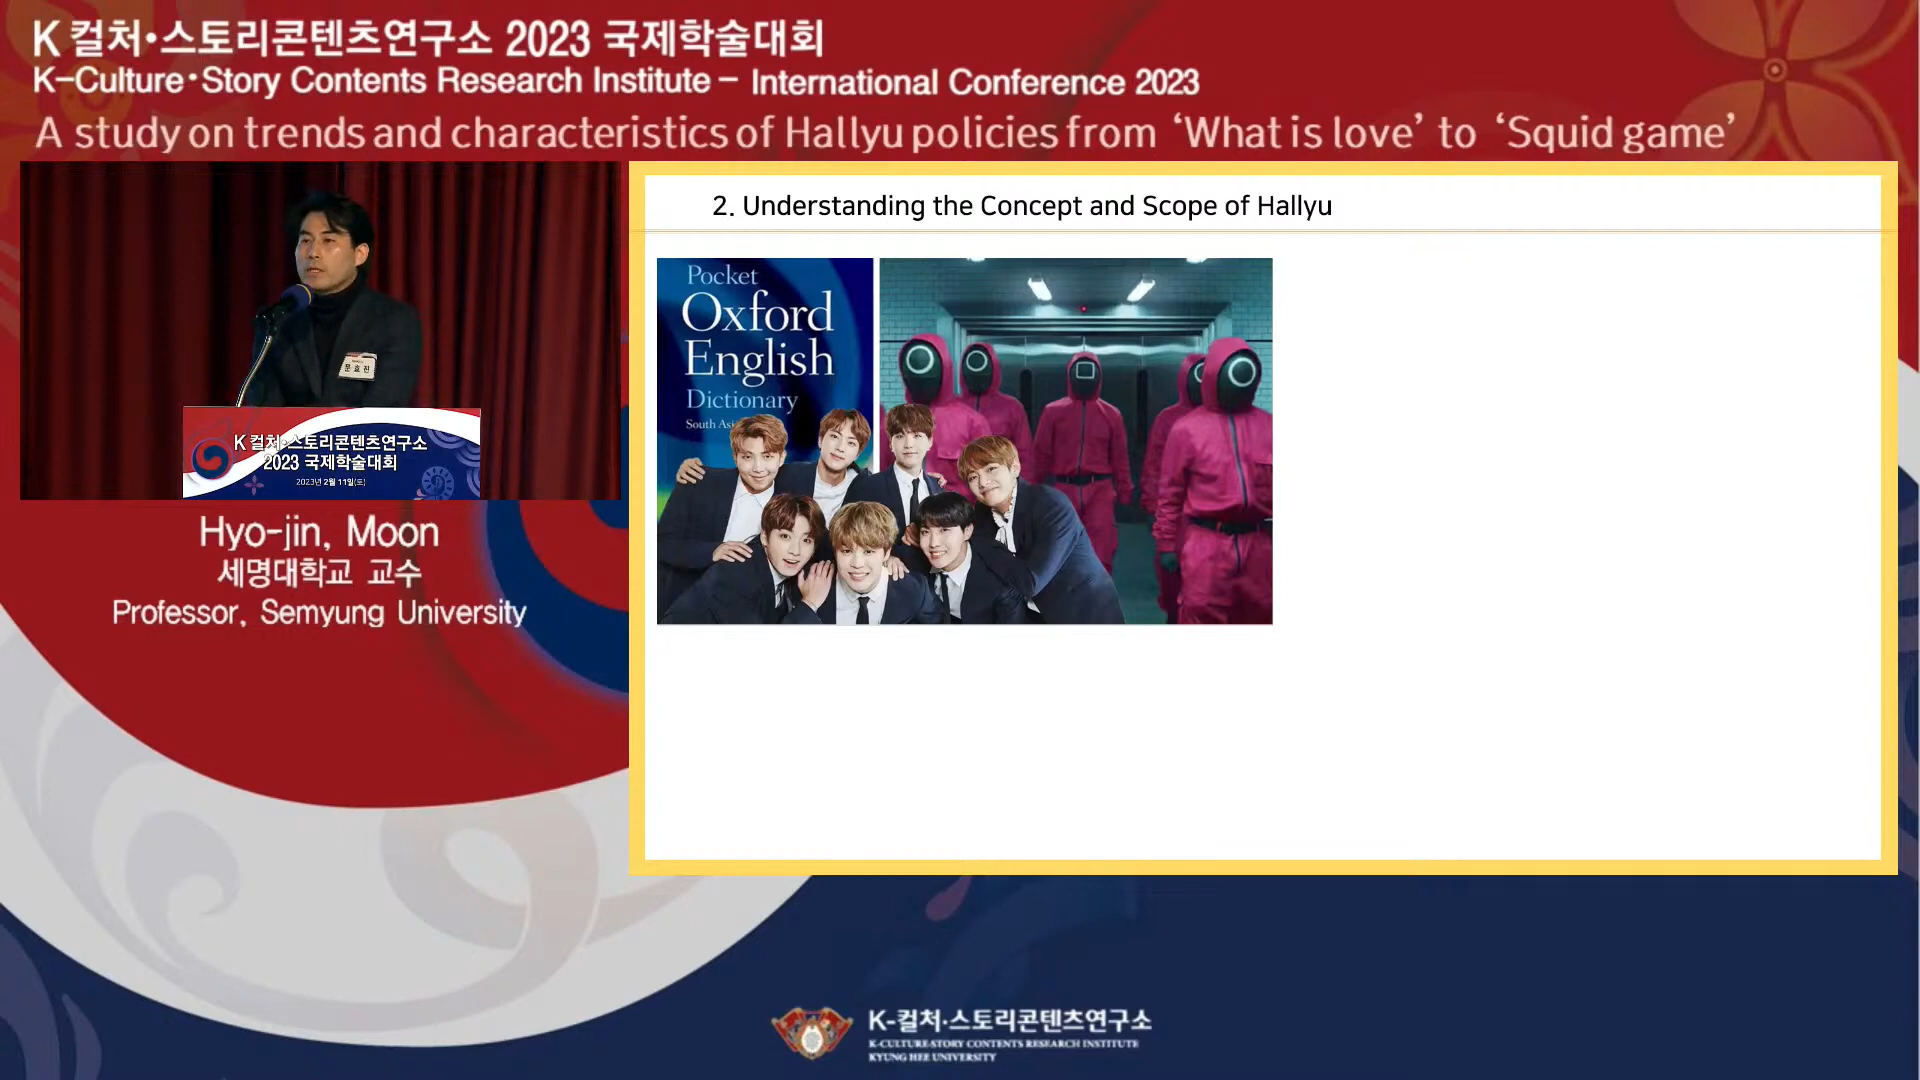 K 컬처•스토리콘텐츠연구소 2023 국제학술대회
K-Culture•Story Contents Research Institute - International Conference 2023
A study on trends and characteristics of Hallyu policies from ‘What is love’ to ‘Squid game’
문효진
K 컬처•스토리콘텐츠연구소
2023 국제학술대회
2023년 2월 11일(토)
Hyo-jin, Moon
세명대학교 교수
Professor, Semyung University
2. Understanding the Concept and Scope of Hallyu
Pocket
Oxford
English
Dictionary
South
K-컬처•스토리콘텐츠연구소
K-CULTURE•STORY CONTENTS RESEARCH INSTITUTE
KYUNG HEE UNIVERSITY